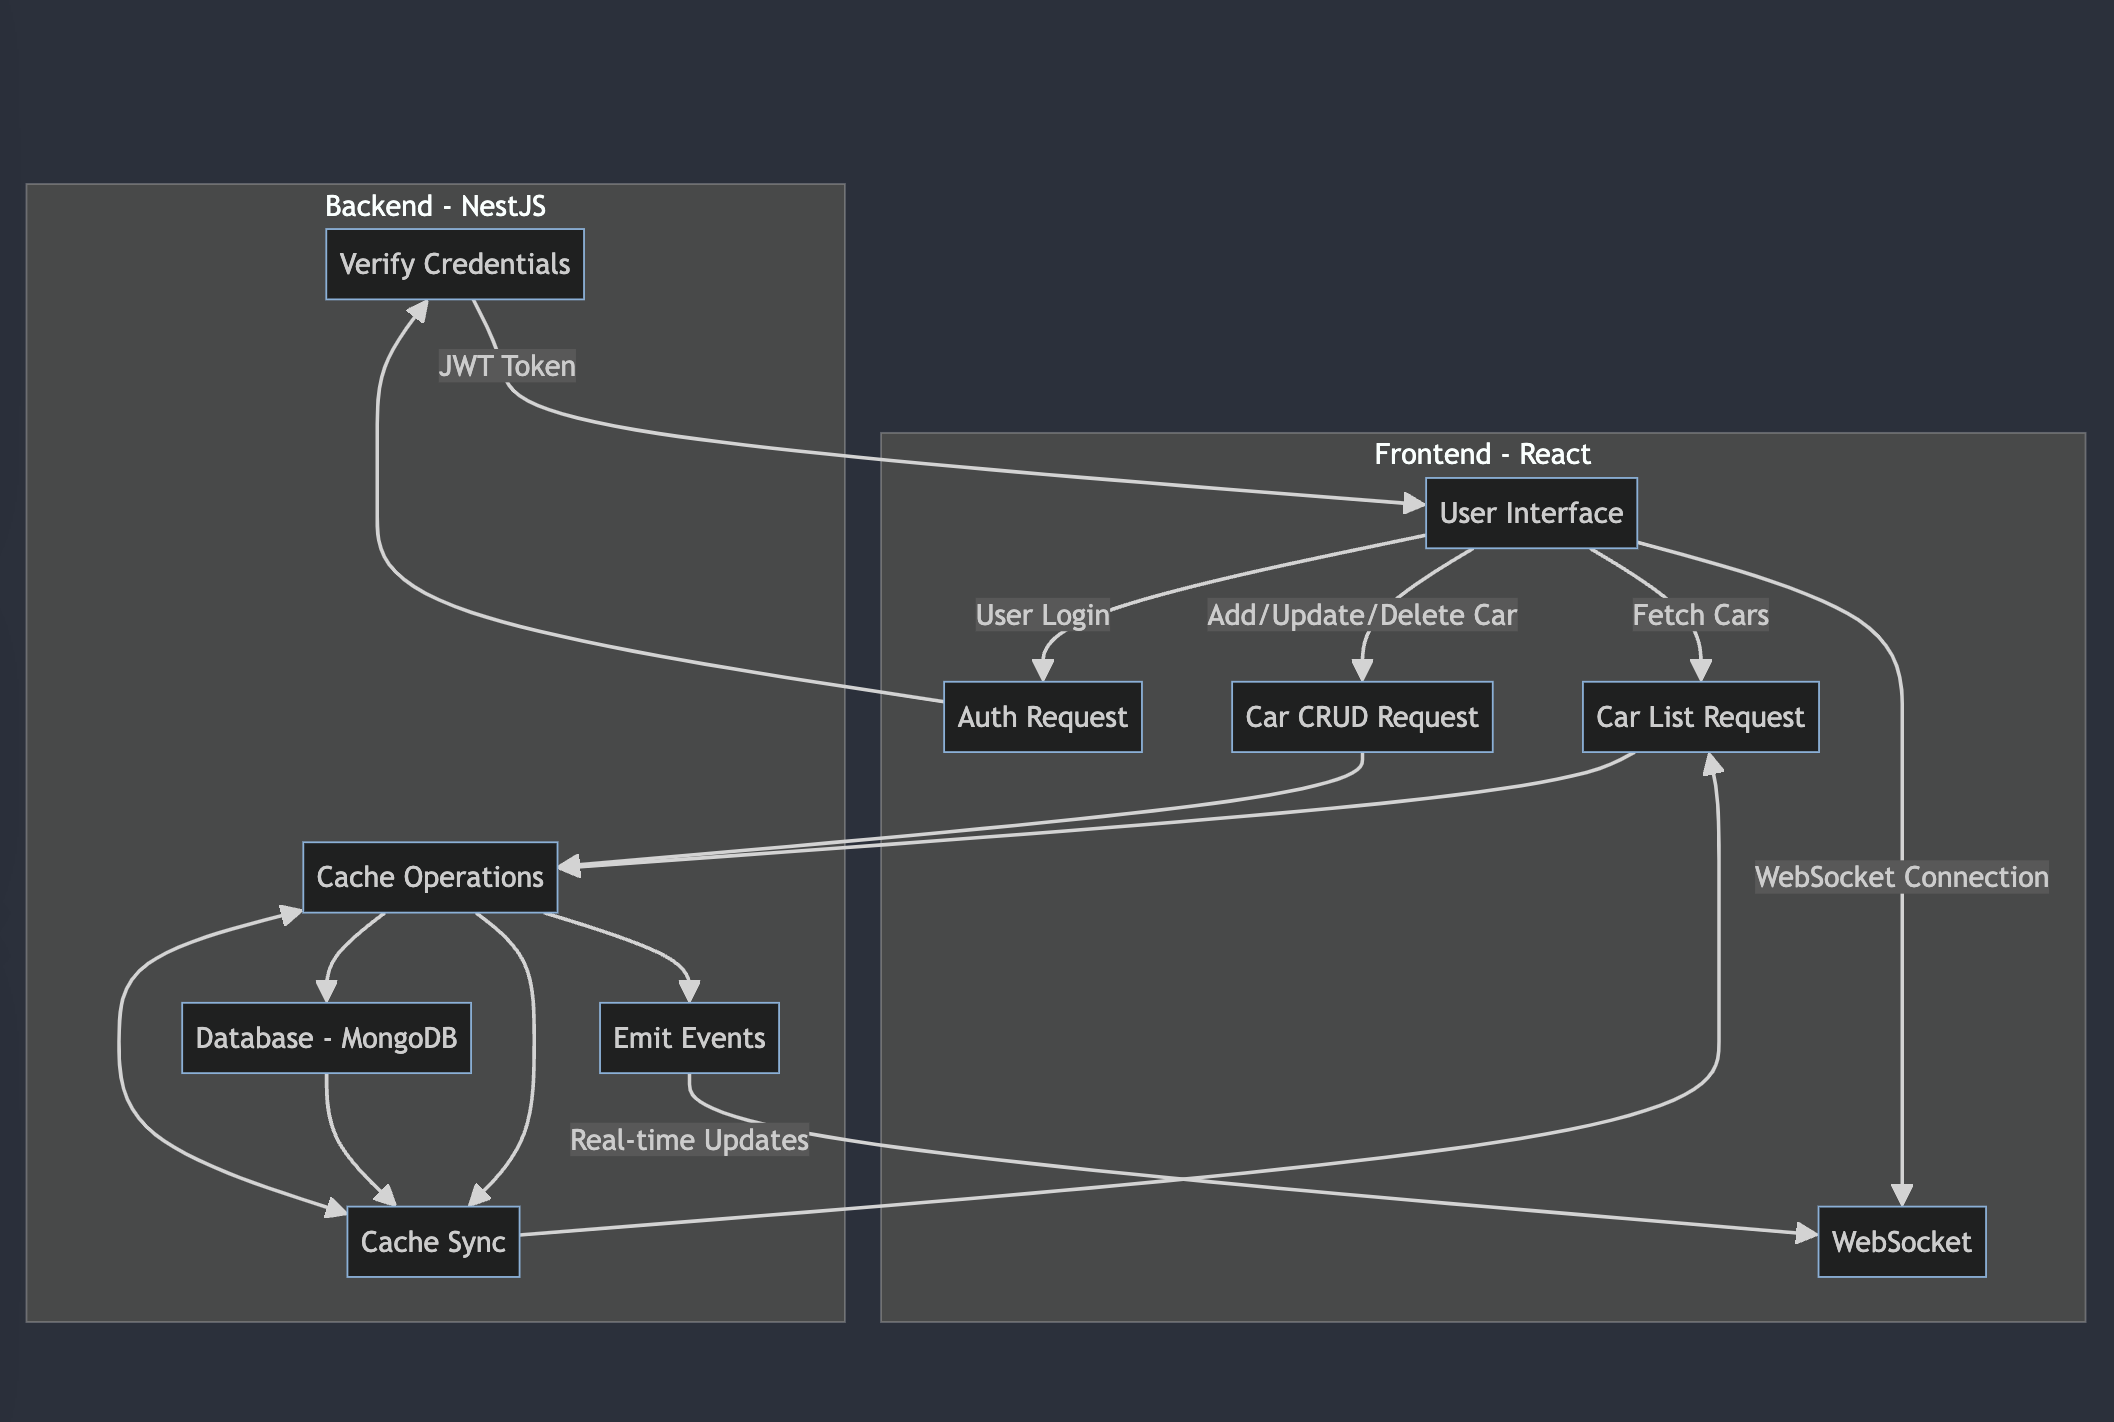 Backend - NestJS
Verify Credentials
JWT Token
Frontend - React
User Interface
User Login
Add/Update/Delete Car
Fetch Cars
Auth Request
Car CRUD Request
Car List Request
Cache Operations
WebSocket Connection
Database - MongoDB
Emit Events
Real-time Updates
Cache Sync
WebSocket